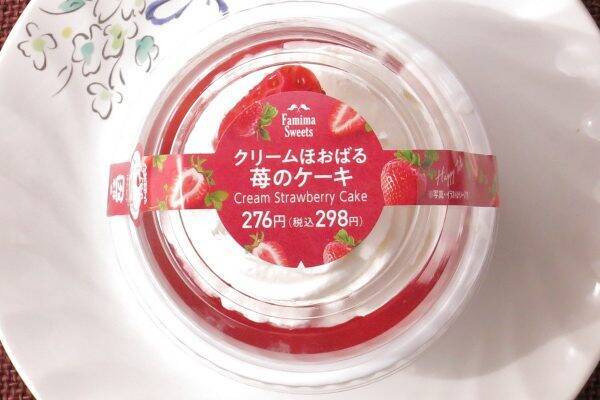 Famima
Sweets
クリームほおばる
苺のケーキ
Cream Strawberry Cake
276円(税込298円)
Happy